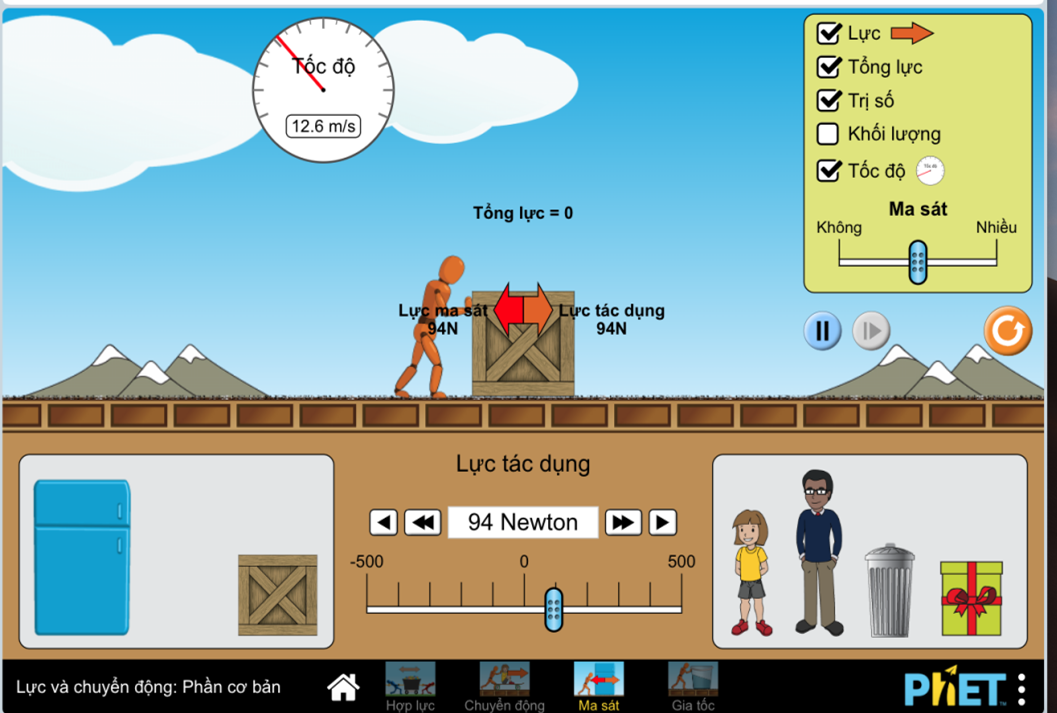 Tốc độ
12.6 m/s
Lực
Tổng lực
Trị số
Khối lượng
Tốc độ
Ma sát
Không
Nhiều
Tổng lực = 0
Lực ma sát
94N
Lực tác dụng
94N
Lực tác dụng
94 Newton
-500
0
500
Lực và chuyển động: Phần cơ bản
Hợp lực
Chuyển động
Ma sát
Gia tốc
PhET